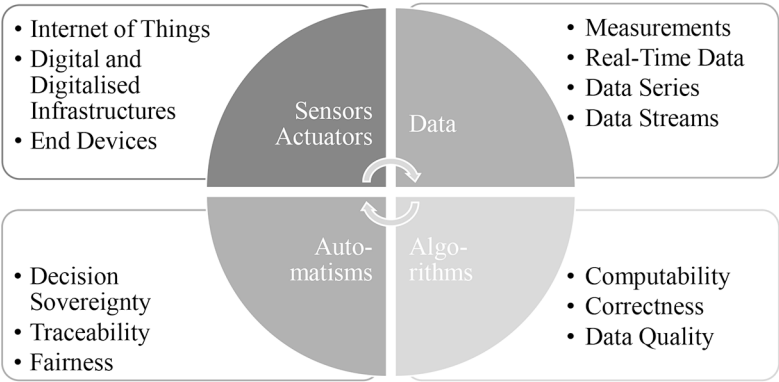 • Internet of Things
• Digital and
Digitalised
Infrastructures
• End Devices
Sensors
Actuators
Data
• Measurements
• Real-Time Data
• Data Series
• Data Streams
• Decision
Sovereignty
• Traceability
• Fairness
Auto-
matisms
Algo-
rithms
• Computability
• Correctness
• Data Quality